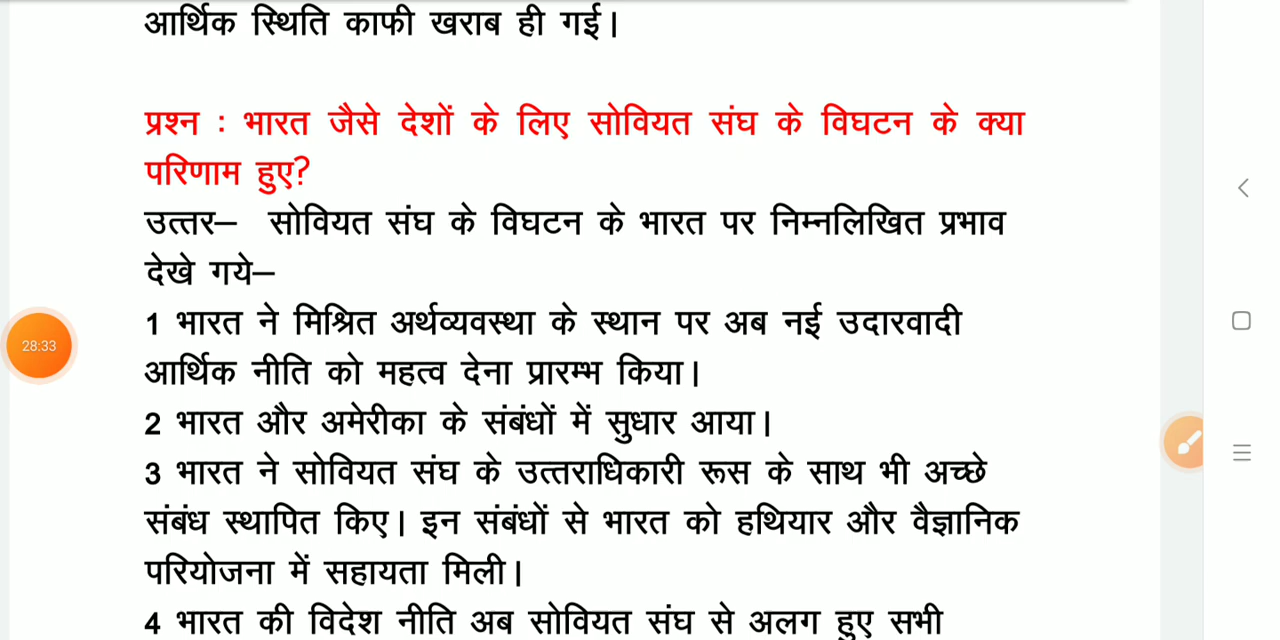 आर्थिक स्थिति काफी खराब ही गई।
प्रश्न : भारत जैसे देशों के लिए सोवियत संघ के विघटन के क्या
परिणाम हुए?
उत्तर– सोवियत संघ के विघटन के भारत पर निम्नलिखित प्रभाव
देखे गये–
1 भारत ने मिश्रित अर्थव्यवस्था के स्थान पर अब नई उदारवादी
आर्थिक नीति को महत्व देना प्रारम्भ किया।
28:33
2 भारत और अमेरीका के संबंधों में सुधार आया।
3 भारत ने सोवियत संघ के उत्तराधिकारी रूस के साथ भी अच्छे
संबंध स्थापित किए। इन संबंधों से भारत को हथियार और वैज्ञानिक
परियोजना में सहायता मिली।
4 भारत की विदेश नीति अब सोवियत संघ से अलग हुए सभी